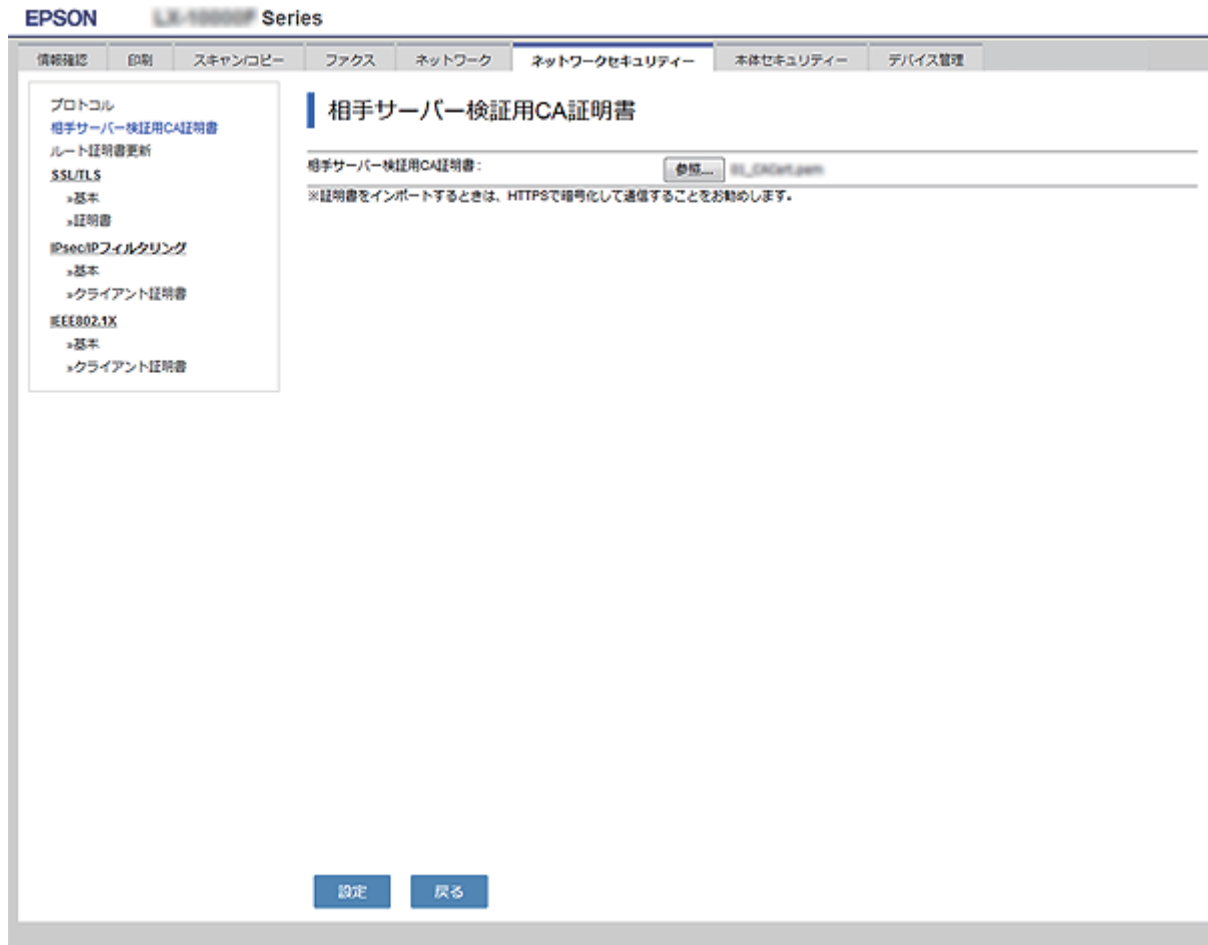 EPSON Series
情報確認 印刷 スキャン/コピー ファクス ネットワーク ネットワークセキュリティー 本体セキュリティー デバイス管理
プロトコル
相手サーバー検証用CA証明書
ルート証明書更新
SSL/TLS
»基本
»証明書
IPsec/IPフィルタリング
»基本
»クライアント証明書
IEEE802.1X
»基本
»クライアント証明書
相手サーバー検証用CA証明書
相手サーバー検証用CA証明書: 参照...
※証明書をインポートするときは、HTTPSで暗号化して通信することをお勧めします。
設定 戻る